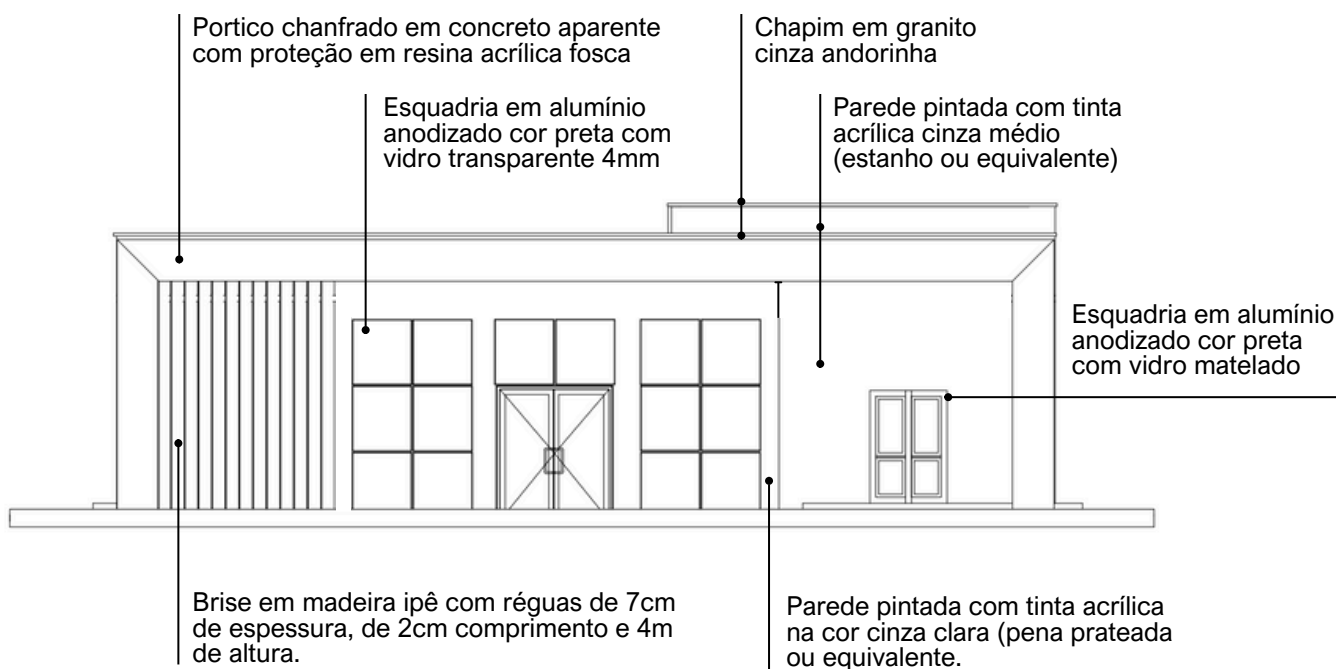 Portico chanfrado em concreto aparente
com proteção em resina acrílica fosca
Chapim em granito
cinza andorinha
Esquadria em alumínio
anodizado cor preta com
vidro transparente 4mm
Parede pintada com tinta
acrílica cinza médio
(estanho ou equivalente)
Esquadria em alumínio
anodizado cor preta
com vidro matelado
Brise em madeira ipê com réguas de 7cm
de espessura, de 2cm comprimento e 4m
de altura.
Parede pintada com tinta acrílica
na cor cinza clara (pena prateada
ou equivalente.